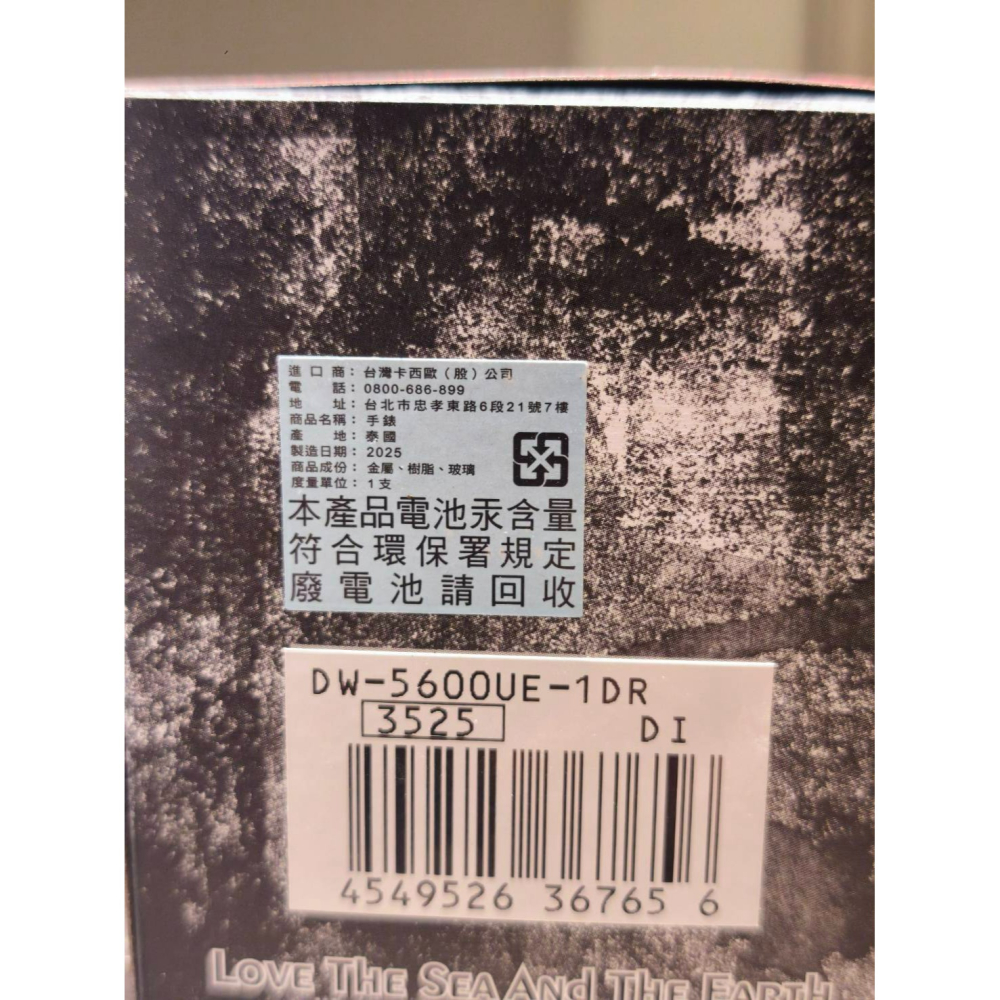 進口商：台灣卡西歐（股）公司
電話：0800-686-899
地址：台北市忠孝東路6段21號7樓
商品名稱：手錶
產地：泰國
製造日期：2025
商品成份：金屬、樹脂、玻璃
度量單位：1支
本產品電池汞含量
符合環保署規定
廢電池請回收
DW-5600UE-1DR
3525 DI
4549526 36765 6
LOVE THE SEA AND THE EARTH